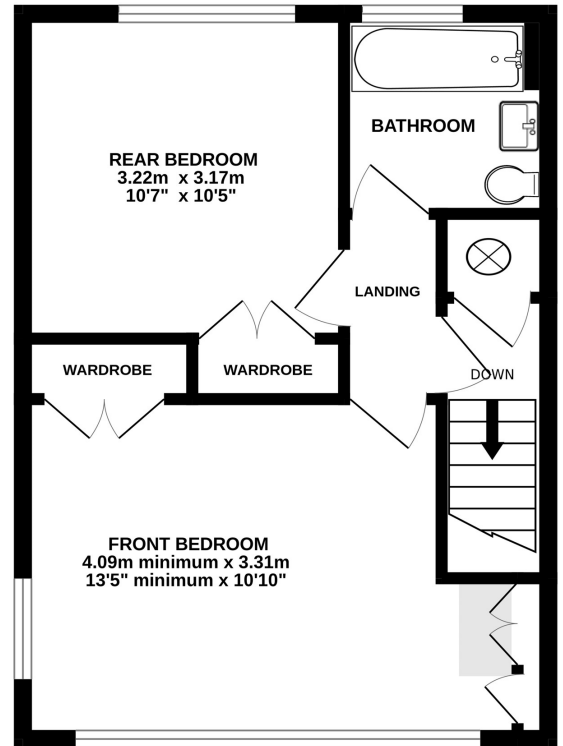 BATHROOM
REAR BEDROOM
3.22m x 3.17m
10'7" x 10'5"
LANDING
WARDROBE
WARDROBE
DOWN
FRONT BEDROOM
4.09m minimum x 3.31m
13'5" minimum x 10'10"